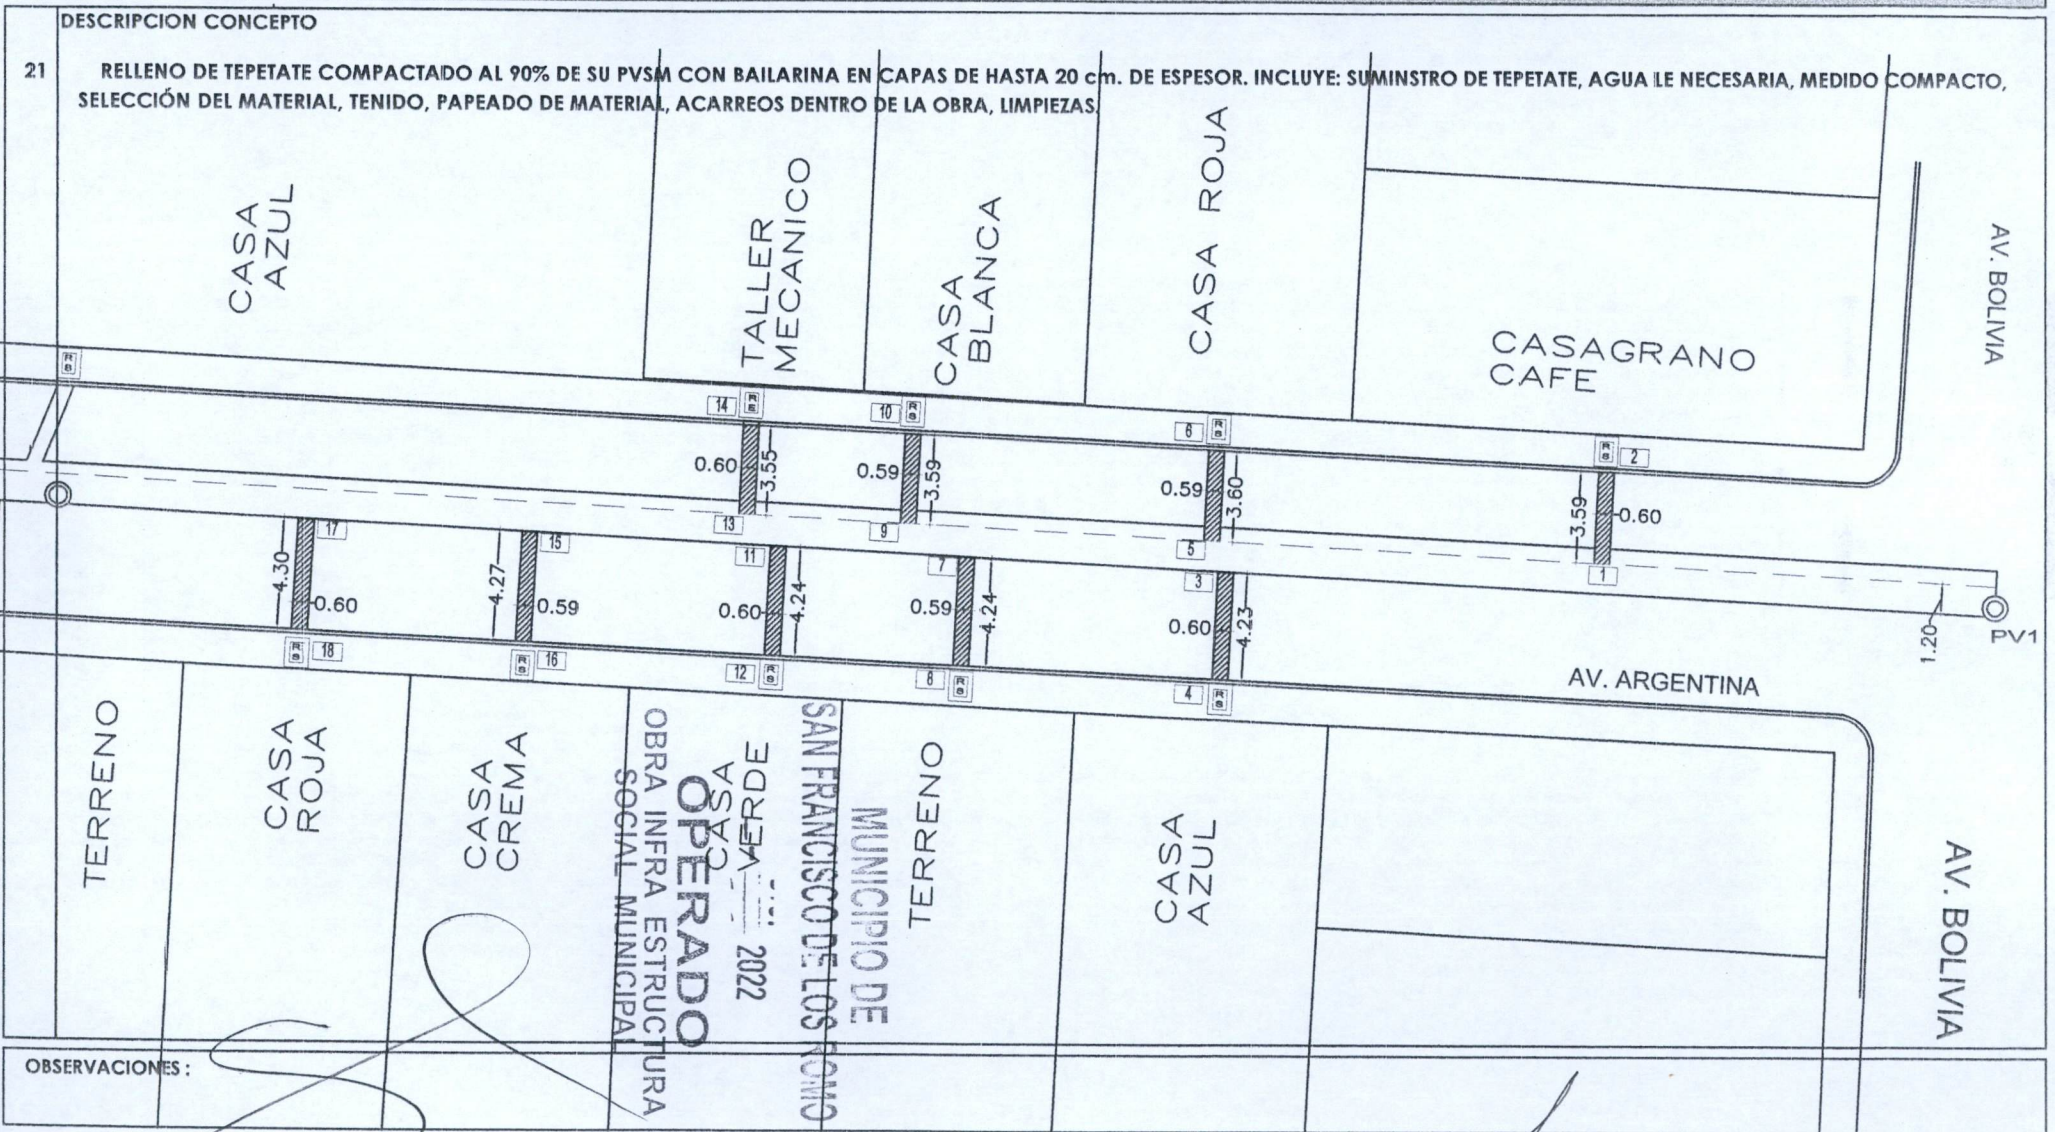 DESCRIPCION CONCEPTO
21 RELLENO DE TEPETATE COMPACTADO AL 90% DE SU PVSM CON BAILARINA EN CAPAS DE HASTA 20 cm. DE ESPESOR. INCLUYE: SUMINSTRO DE TEPETATE, AGUA LE NECESARIA, MEDIDO COMPACTO,
SELECCIÓN DEL MATERIAL, TENIDO, PAPEADO DE MATERIAL, ACARREOS DENTRO DE LA OBRA, LIMPIEZAS.
CASA
AZUL
TALLER
MECANICO
CASA
BLANCA
CASA ROJA
CASAGRANO
CAFE
AV. BOLIVIA
14
10
6
2
0.60
3.55
0.59
3.59
0.59
3.60
3.59
0.60
13
9
5
1
17
15
11
7
3
4.30
0.60
4.27
0.59
0.60
4.24
0.59
4.24
0.60
4.23
1.20
PV1
18
16
12
8
4
AV. ARGENTINA
TERRENO
CASA
ROJA
CASA
CREMA
CASA
VERDE
TERRENO
CASA
AZUL
AV. BOLIVIA
MUNICIPIO DE
SAN FRANCISCO DE LOS ROMO
2022
OPERADO
OBRA INFRA ESTRUCTURA
SOCIAL MUNICIPAL
OBSERVACIONES :